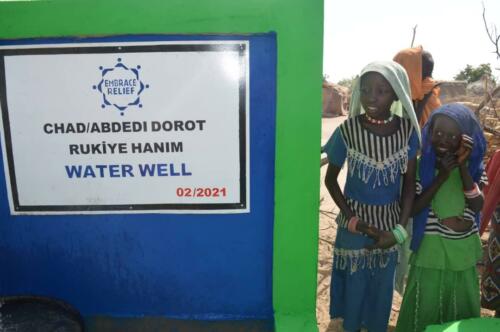 EMBRACE
RELIEF
CHAD/ABDEDI DOROT
RUKİYE HANIM
WATER WELL
02/2021